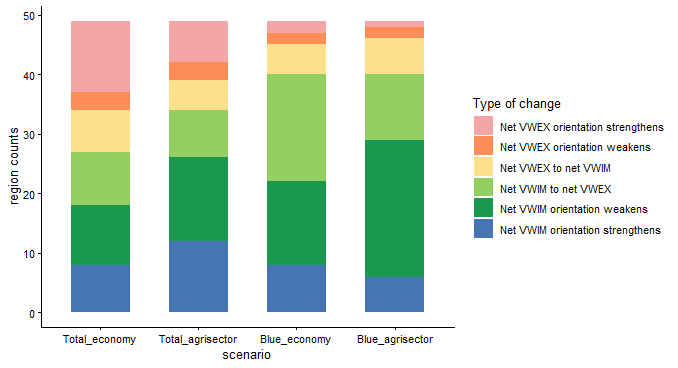 50
40
30
20
10
0
region counts
Total_economy
Total_agrisector
Blue_economy
Blue_agrisector
scenario
Type of change
Net VWEX orientation strengthens
Net VWEX orientation weakens
Net VWEX to net VWIM
Net VWIM to net VWEX
Net VWIM orientation weakens
Net VWIM orientation strengthens